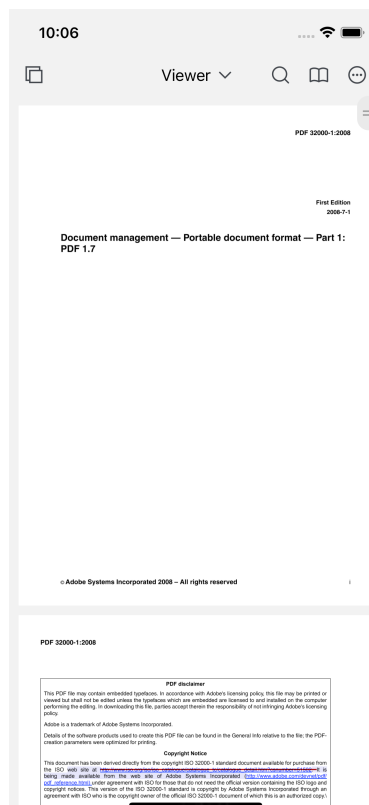 10:06
Viewer
PDF 32000-1:2008
First Edition
2008-7-1
Document management — Portable document format — Part 1:
PDF 1.7
© Adobe Systems Incorporated 2008 – All rights reserved
i
PDF 32000-1:2008
PDF disclaimer
This PDF file may contain embedded typefaces. In accordance with Adobe's licensing policy, this file may be printed or
viewed but shall not be edited unless the typefaces which are embedded are licensed to and installed on the computer
performing the editing. In downloading this file, parties accept therein the responsibility of not infringing Adobe's licensing
policy.
Adobe is a trademark of Adobe Systems Incorporated.
Details of the software products used to create this PDF file can be found in the General Info relative to the file; the PDF-
creation parameters were optimized for printing.
Copyright Notice
This document has been derived directly from the copyright ISO 32000-1 standard document available for purchase from
the ISO web site at It is
being made available from the web site of Adobe Systems Incorporated (http://www.adobe.com/devnet/pdf/
pdf_reference.html) under agreement with ISO for those that do not need the official version containing the ISO logo and
copyright notices. This version of the ISO 32000-1 standard is copyright by Adobe Systems Incorporated through an
agreement with ISO who is the copyright owner of the official ISO 32000-1 document of which this is an authorized copy.\